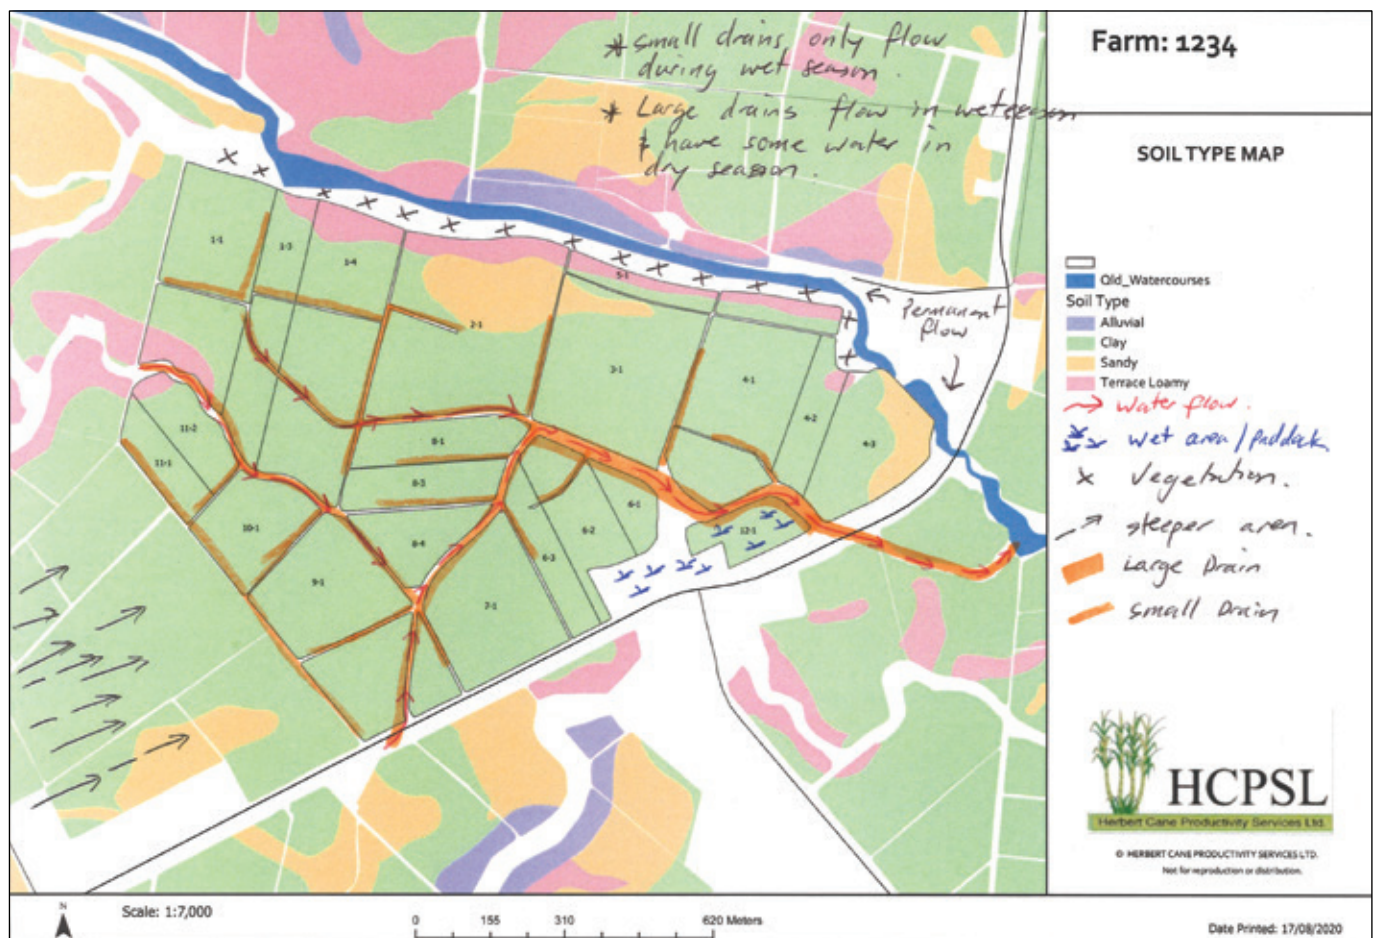 * small drains only flow
during wet season.
* Large drains flow in wet season
& have some water in
dry season.
Permanent
flow
1-1
1-3
1-4
2-1
5-1
3-1
4-1
4-2
4-3
11-2
11-1
8-1
8-3
8-4
10-1
9-1
7-1
6-3
6-2
6-1
12-1
Farm: 1234
SOIL TYPE MAP
Qld_Watercourses
Soil Type
Alluvial
Clay
Sandy
Terrace Loamy
water flow.
wet area/paddock
x Vegetation.
steeper area.
Large Drain
small Drain
HCPSL
Herbert Cane Productivity Services Ltd.
© HERBERT CANE PRODUCTIVITY SERVICES LTD.
Not for reproduction or distribution.
N
Scale: 1:7,000
0 155 310 620 Meters
Date Printed: 17/08/2020